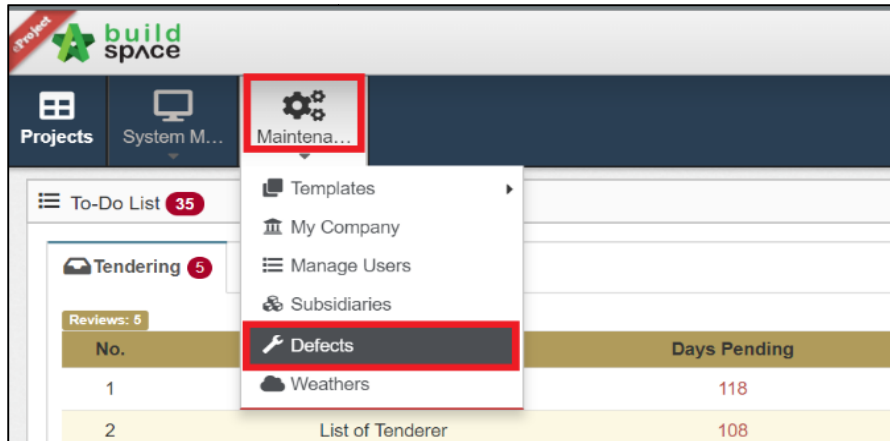 eProject
build
spʌce
Projects
System M...
Maintena...
To-Do List 35
Templates
My Company
Tendering 5
Manage Users
Subsidiaries
Reviews: 5
No.
Defects
Days Pending
1
Weathers
118
2
List of Tenderer
108